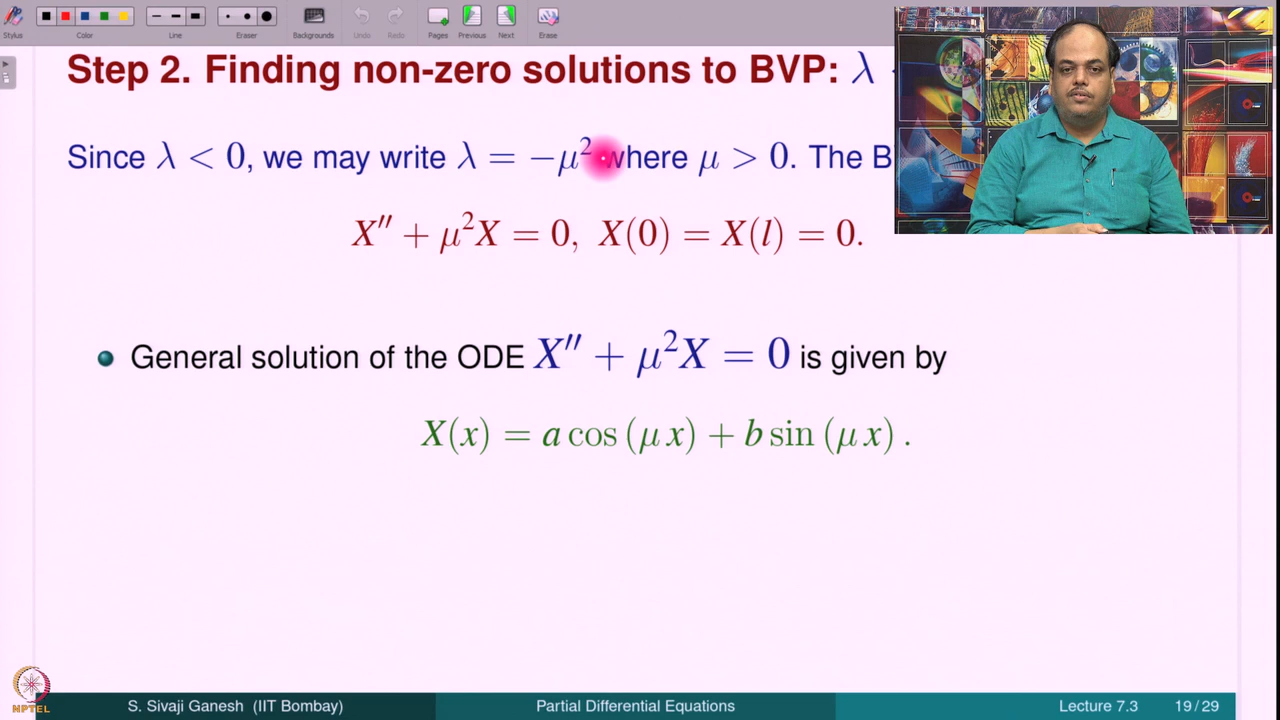 Stylus Color Line Eraser Backgrounds Undo Redo Pages Previous Next Erase
Step 2. Finding non-zero solutions to BVP: λ
Since λ < 0, we may write λ = −μ² where μ > 0. The B
X″ + μ²X = 0, X(0) = X(l) = 0.
General solution of the ODE X″ + μ²X = 0 is given by
X(x) = a cos (μ x) + b sin (μ x) .
NPTEL
S. Sivaji Ganesh (IIT Bombay) Partial Differential Equations Lecture 7.3 19 / 29